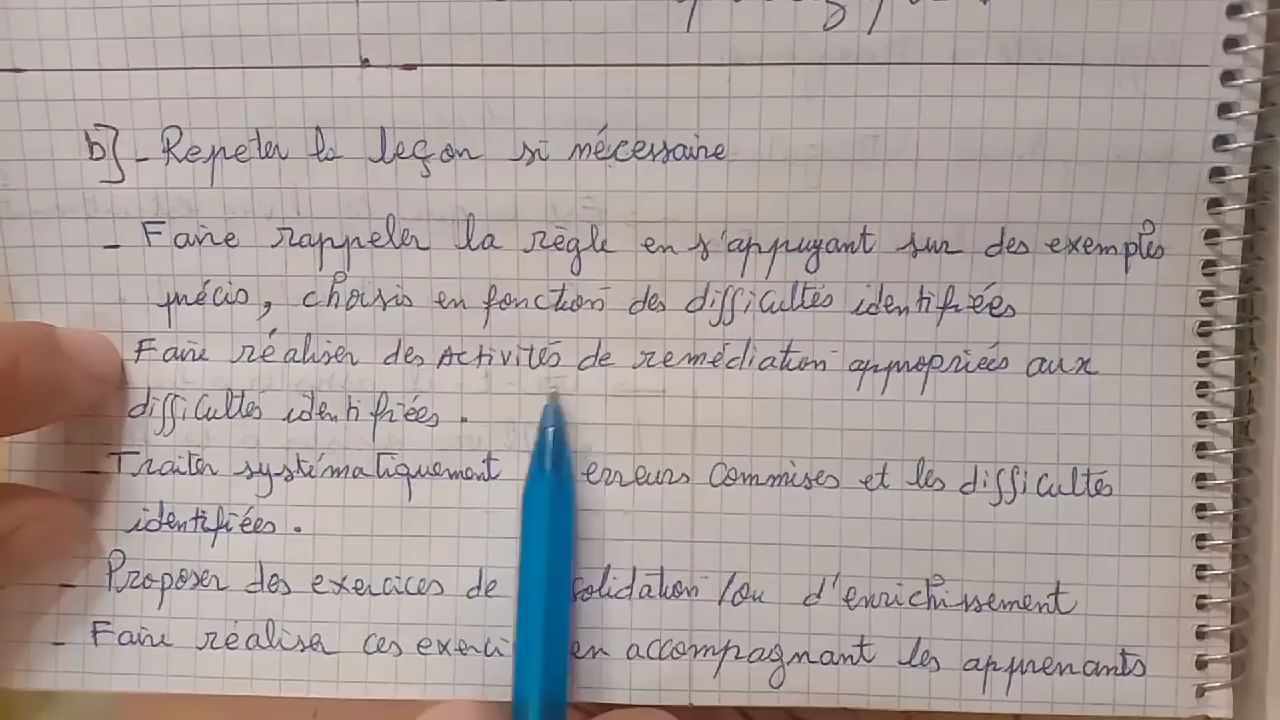 b]- Repeter la leçon si nécessaire
- Faire rappeler la règle en s'appuyant sur des exemples
précis, choisis en fonction des difficultés identifiées
Faire réaliser des Activités de remédiation appropriées aux
difficultés identifiées.
- Traiter systématiquement erreurs commises et les difficultés
identifiées.
- Proposer des exercices de solidation /ou d'enrichissement
- Faire réaliser ces exerci en accompagnant les apprenants